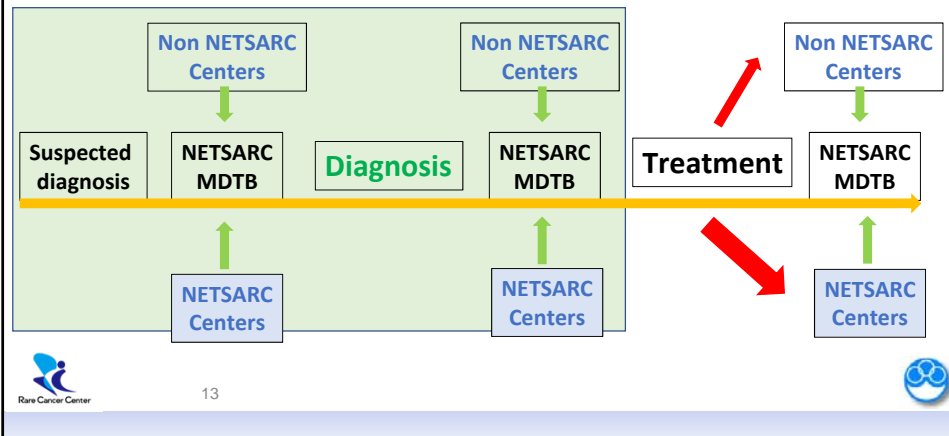 Non NETSARC
Centers
Non NETSARC
Centers
Non NETSARC
Centers
Suspected
diagnosis
NETSARC
MDTB
Diagnosis
NETSARC
MDTB
Treatment
NETSARC
MDTB
NETSARC
Centers
NETSARC
Centers
NETSARC
Centers
Rare Cancer Center
13